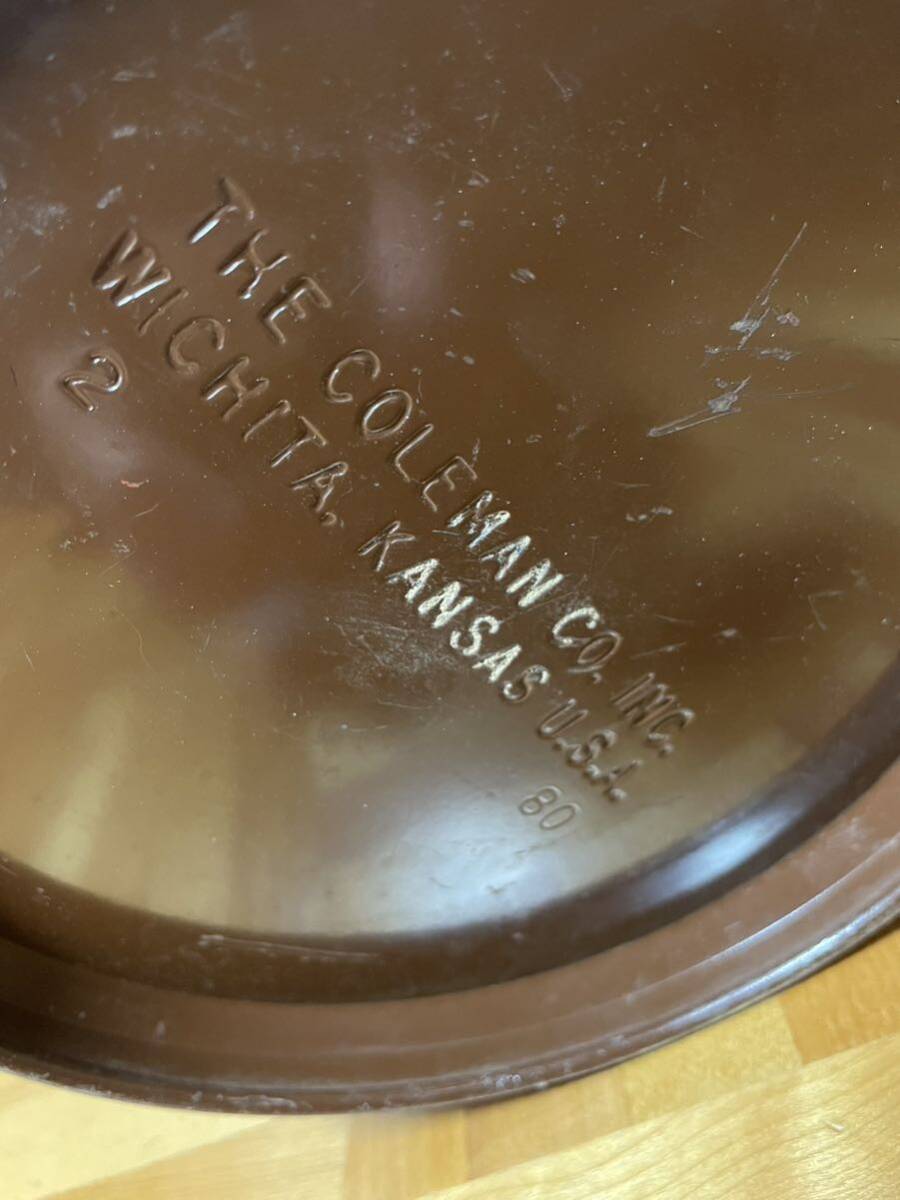 THE COLEMAN CO. INC.
WICHITA, KANSAS U.S.A.
2
80